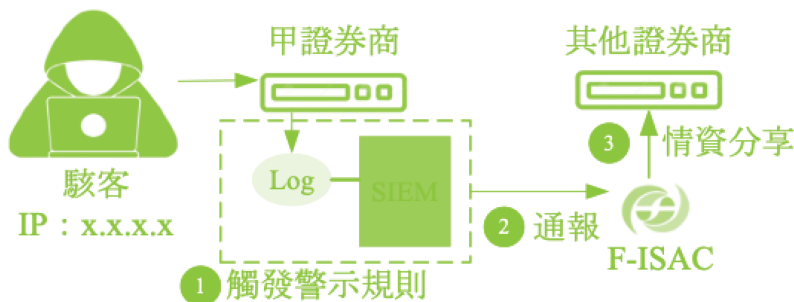 甲證券商
其他證券商
駭客
IP：x.x.x.x
Log
SIEM
1 觸發警示規則
2 通報
3 情資分享
F-ISAC